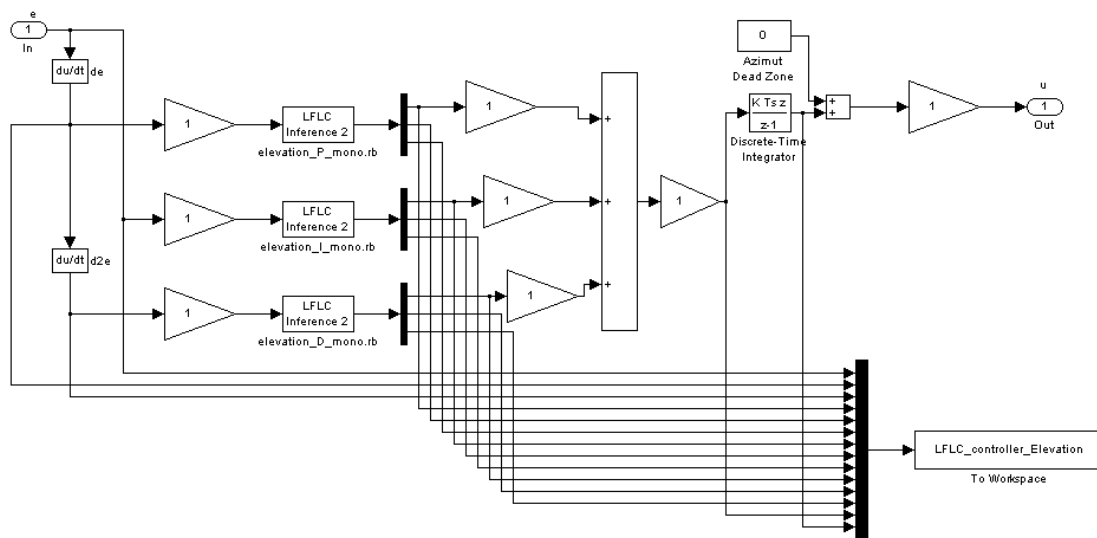 e
1
In
du/dt
de
1
LFLC
Inference 2
elevation_P_mono.rb
1
+
0
Azimut
Dead Zone
K Ts z
z-1
Discrete-Time
Integrator
+
+
1
u
1
Out
1
LFLC
Inference 2
elevation_I_mono.rb
1
+
1
du/dt
d2e
1
LFLC
Inference 2
elevation_D_mono.rb
1
+
LFLC_controller_Elevation
To Workspace